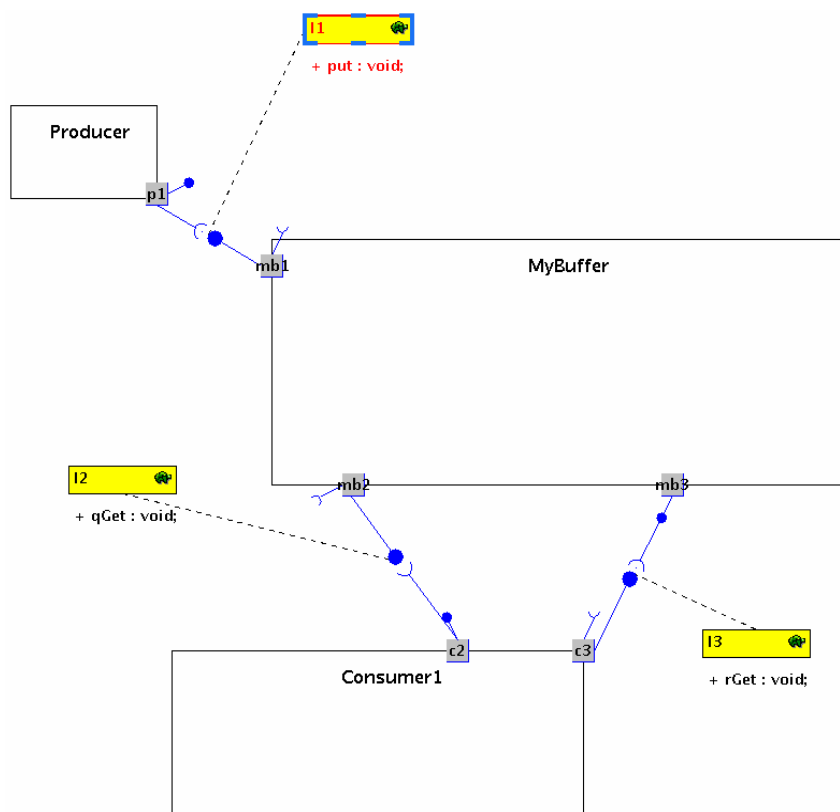 I1
+ put : void;
Producer
p1
mb1
MyBuffer
I2
+ qGet : void;
mb2
mb3
I3
+ rGet : void;
c2
c3
Consumer1